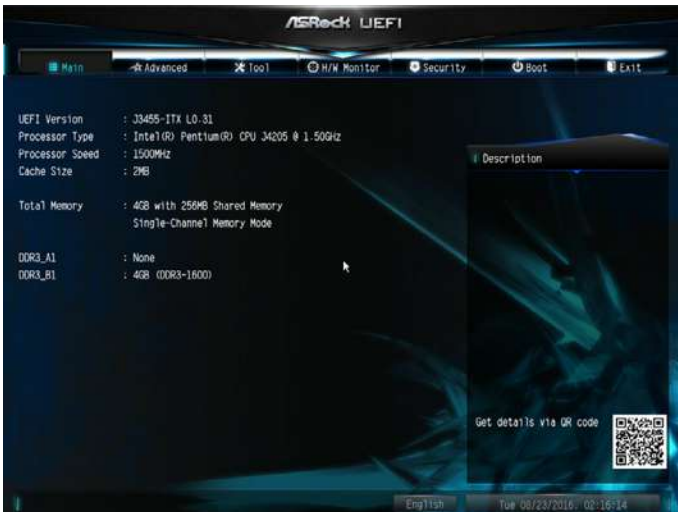 ASRock UEFI
Main Advanced Tool H/W Monitor Security Boot Exit
UEFI Version : J3455-ITX L0.31
Processor Type : Intel(R) Pentium(R) CPU J4205 @ 1.50GHz
Processor Speed : 1500MHz
Cache Size : 2MB
Total Memory : 4GB with 256MB Shared Memory
Single-Channel Memory Mode
DDR3_A1 : None
DDR3_B1 : 4GB (DDR3-1600)
Description
Get details via QR code
English Tue 08/23/2016. 02:16:14